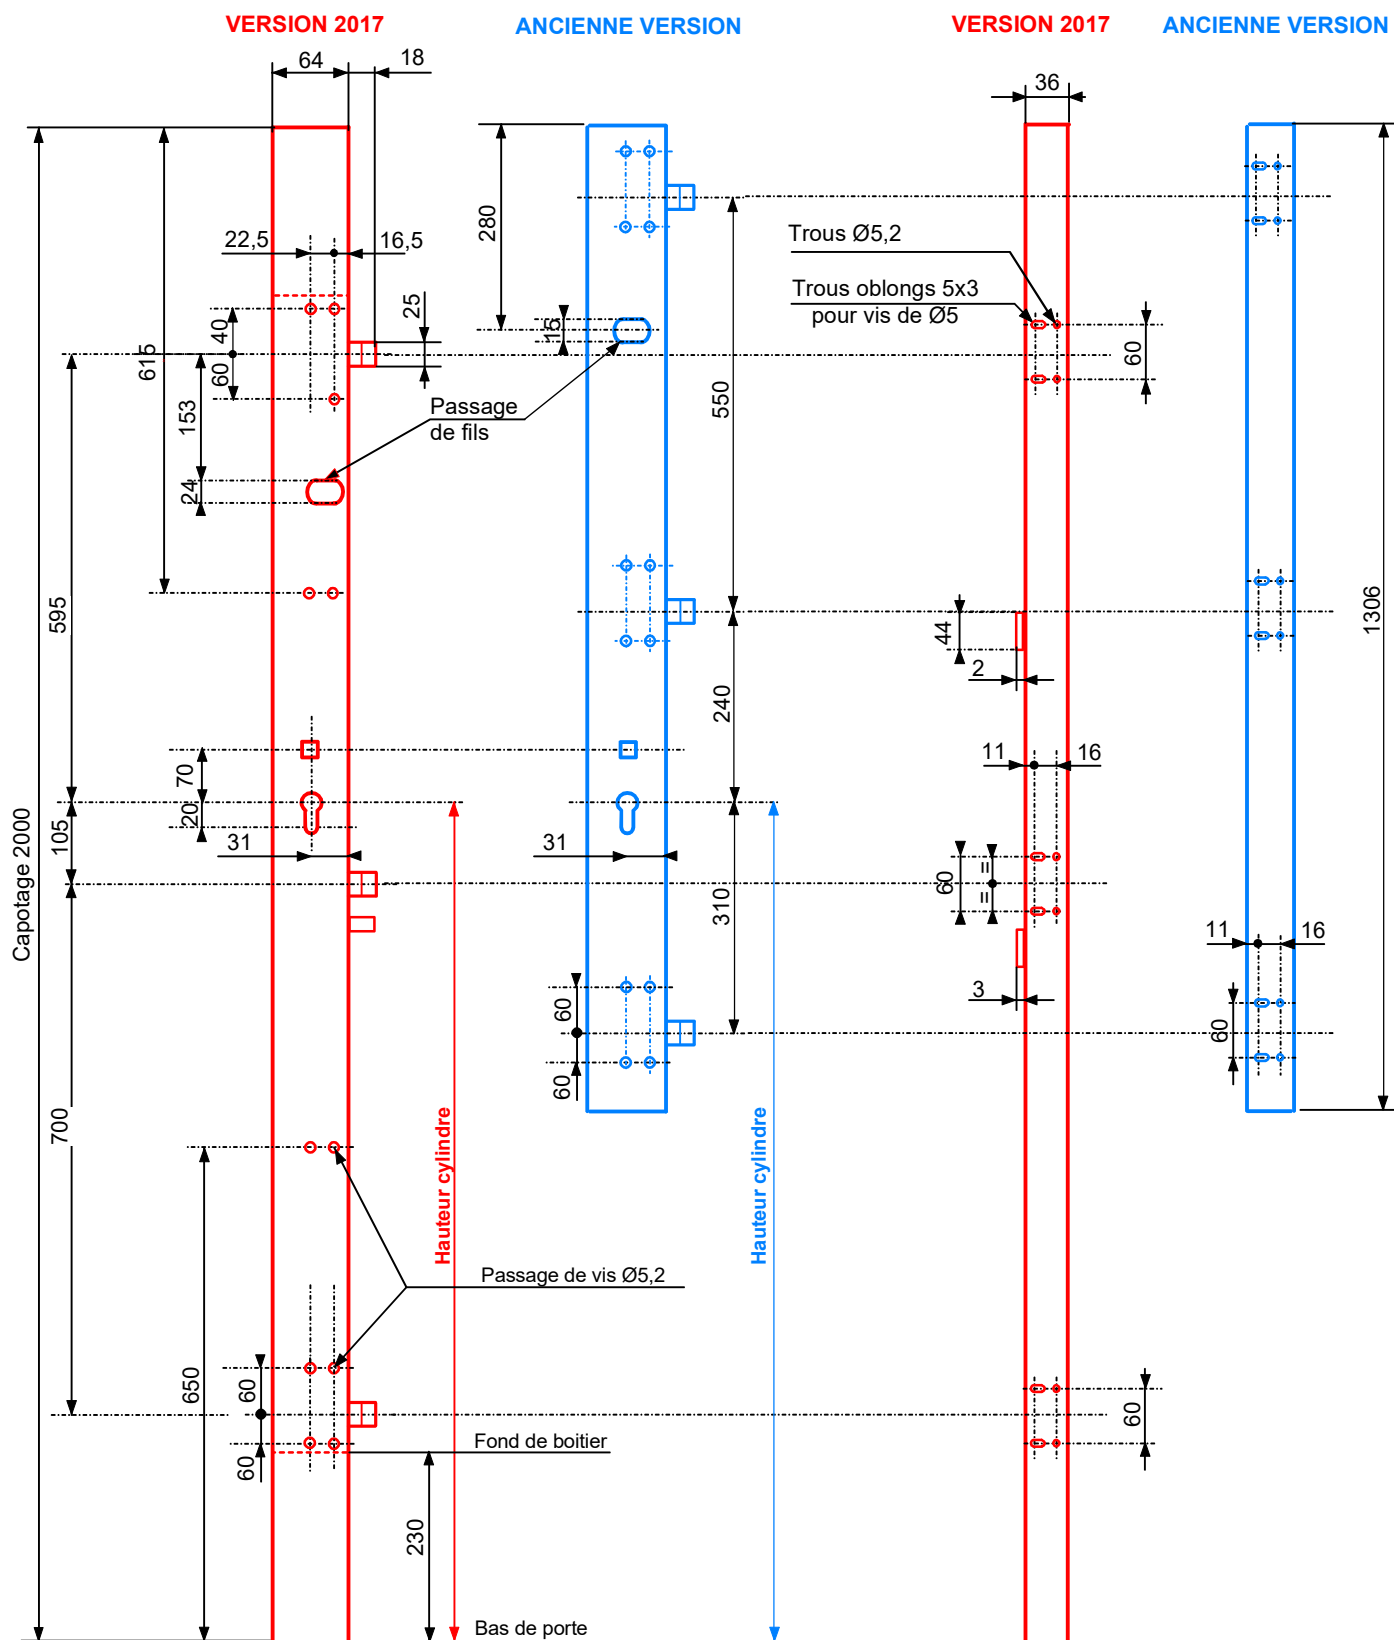 VERSION 2017
ANCIENNE VERSION
VERSION 2017
ANCIENNE VERSION
64
18
36
280
22,5
16,5
Trous Ø5,2
Trous oblongs 5x3
pour vis de Ø5
25
15
40
615
60
60
153
550
Passage
de fils
24
595
1306
44
2
240
11
16
70
20
105
31
31
Capotage 2000
60
=
=
310
11
16
3
60
60
60
700
Hauteur cylindre
Hauteur cylindre
Passage de vis Ø5,2
650
60
60
60
Fond de boitier
230
Bas de porte